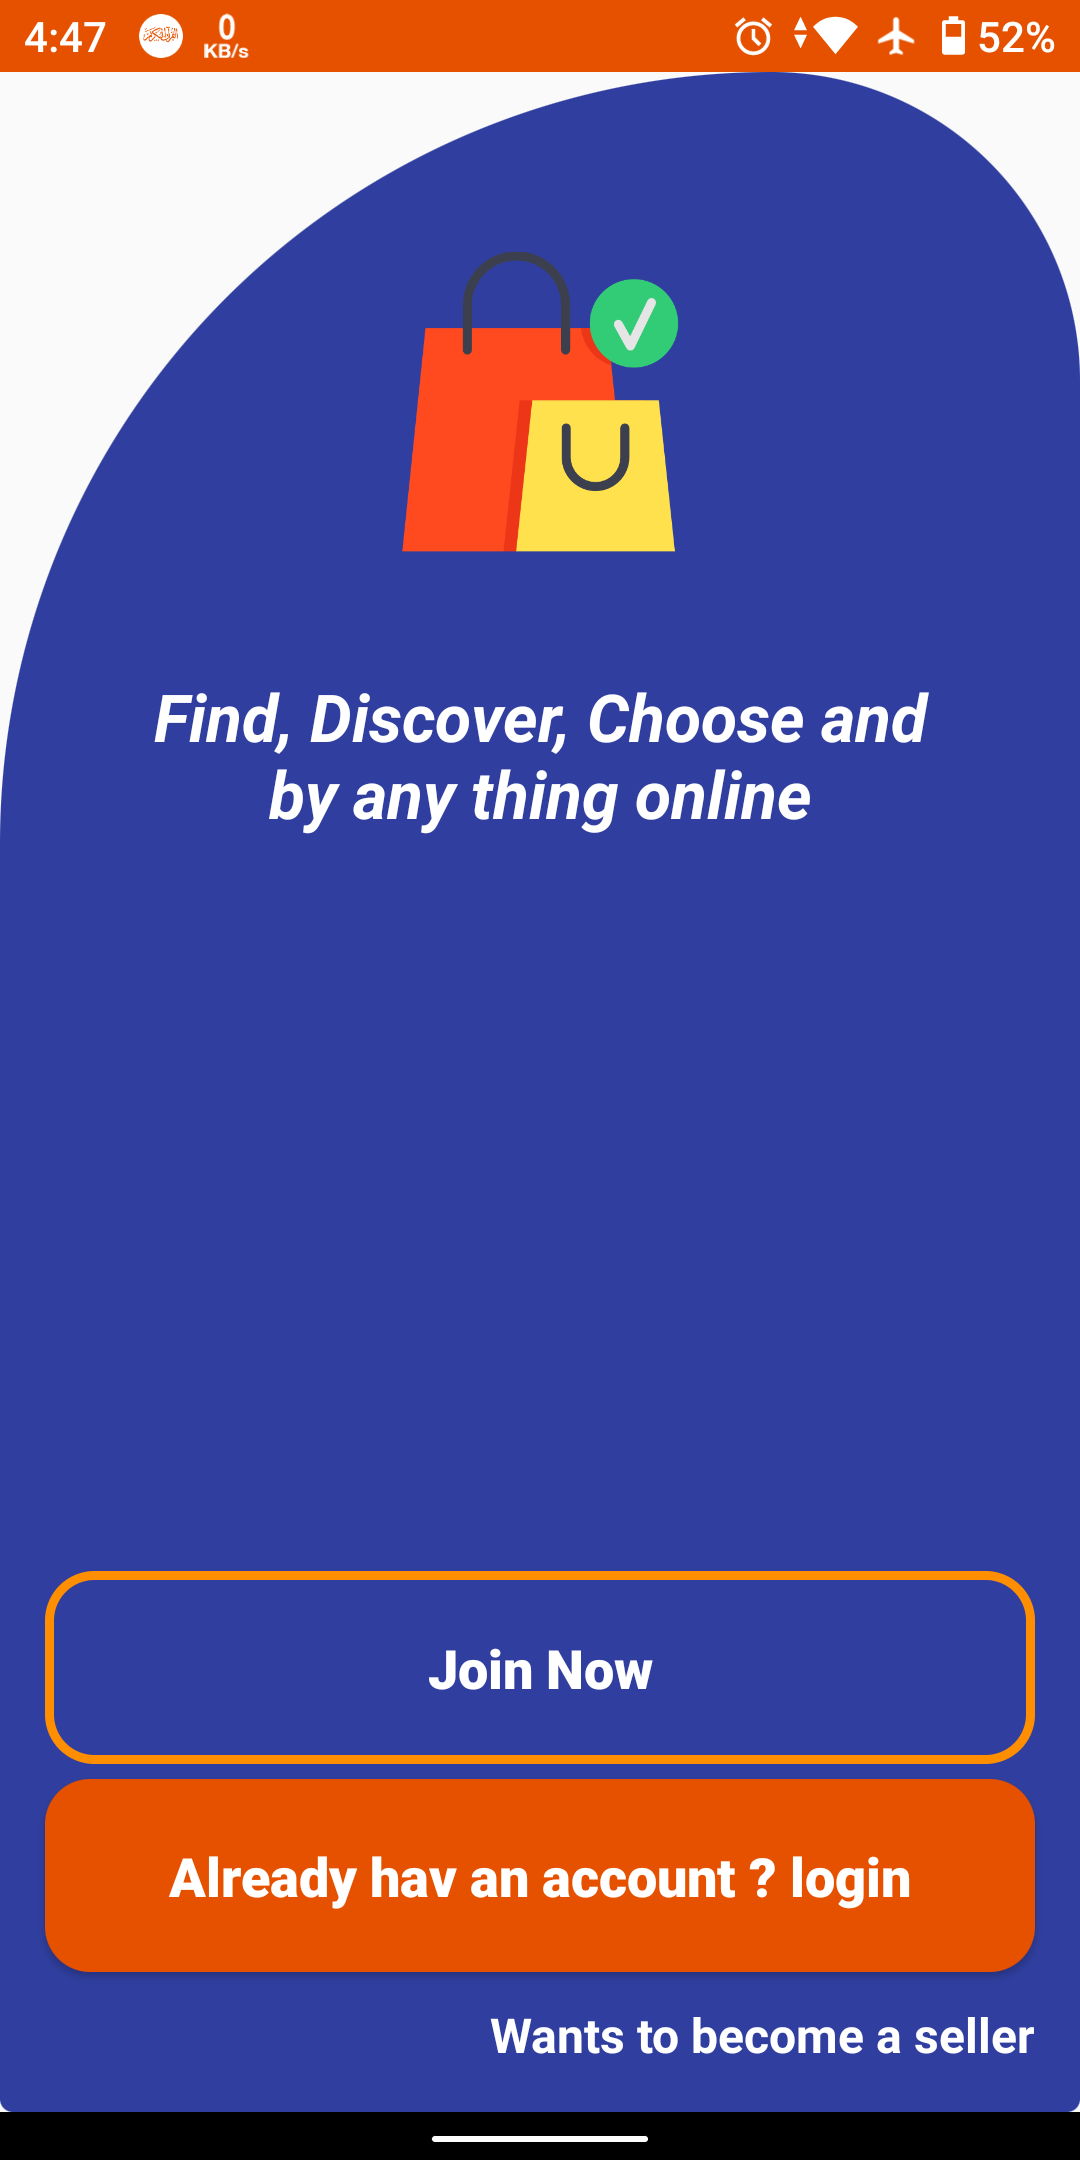 4:47
0
KB/s
52%
Find, Discover, Choose and
by any thing online
Join Now
Already hav an account ? login
Wants to become a seller